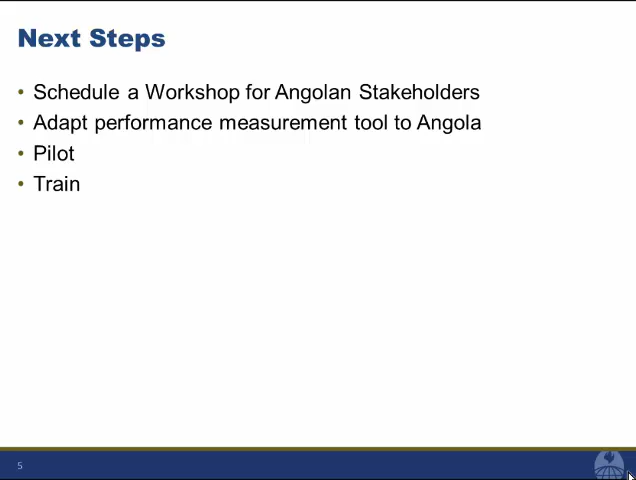 Next Steps
• Schedule a Workshop for Angolan Stakeholders
• Adapt performance measurement tool to Angola
• Pilot
• Train
5